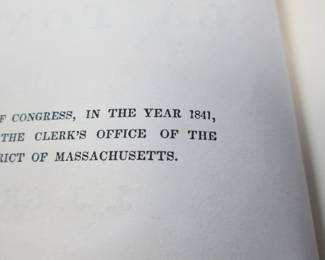 F CONGRESS, IN THE YEAR 1841,
THE CLERK'S OFFICE OF THE
RICT OF MASSACHUSETTS.